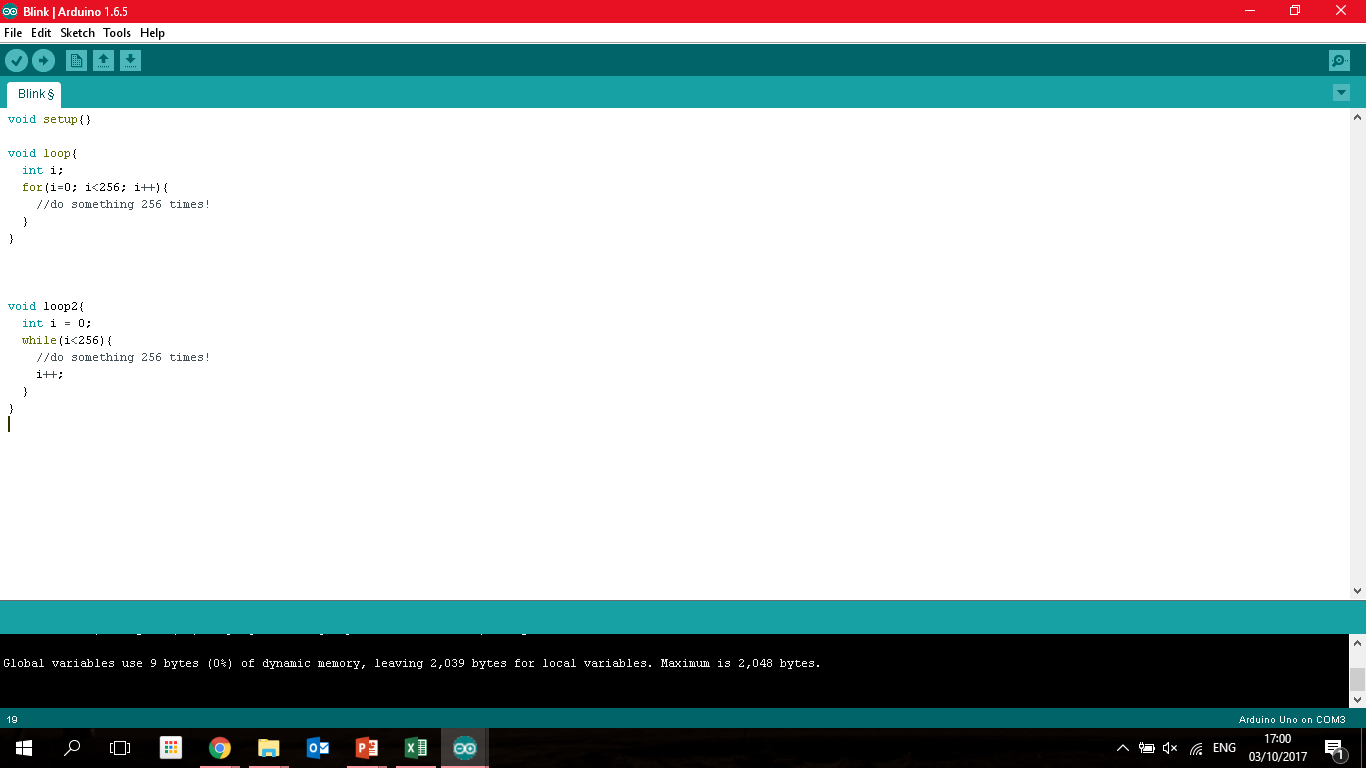 Blink | Arduino 1.6.5
File Edit Sketch Tools Help
Blink §
void setup{}
void loop{
int i;
for(i=0; i<256; i++){
//do something 256 times!
}
}
void loop2{
int i = 0;
while(i<256){
//do something 256 times!
i++;
}
}
Global variables use 9 bytes (0%) of dynamic memory, leaving 2,039 bytes for local variables. Maximum is 2,048 bytes.
19
Arduino Uno on COM3
ENG
17:00
03/10/2017
1